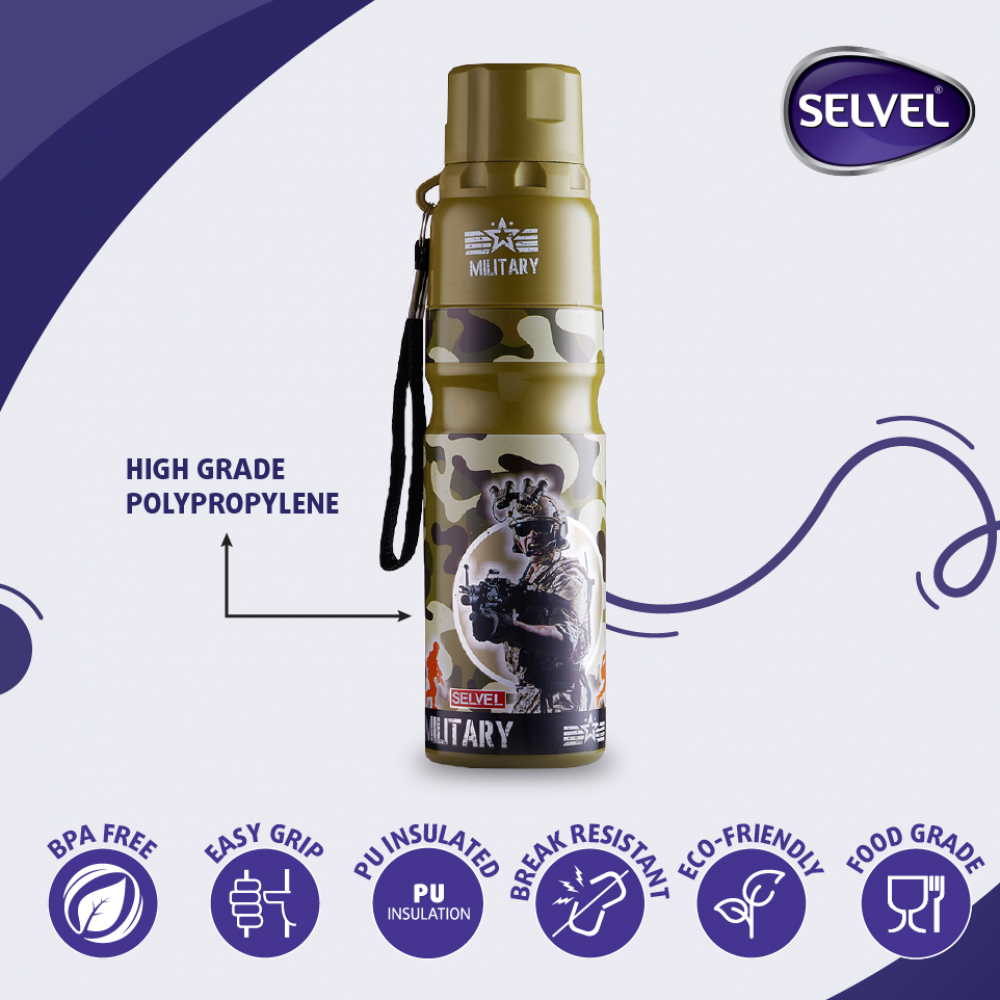 SELVEL®
MILITARY
HIGH GRADE
POLYPROPYLENE
SELVEL
MILITARY
BPA FREE
EASY GRIP
PU INSULATED
PU
INSULATION
BREAK RESISTANT
ECO-FRIENDLY
FOOD GRADE